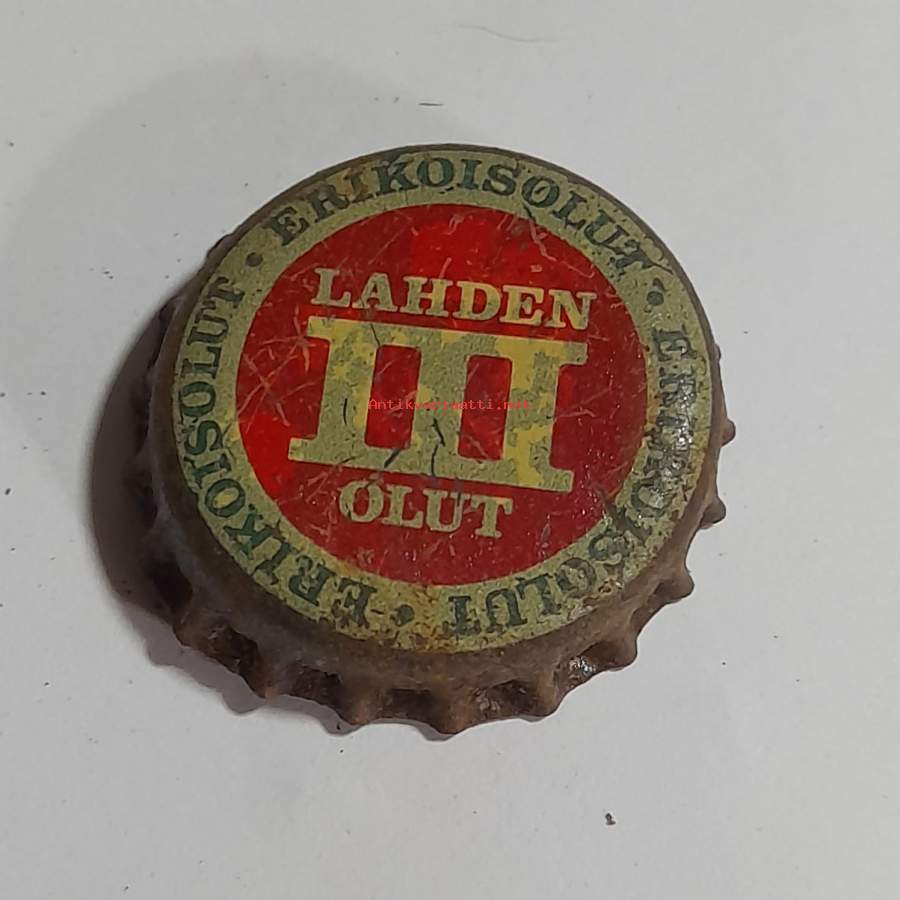 ERIKOISOLUT • ERIKOISOLUT • ERIKOISOLUT •
LAHDEN
III
OLUT
Antikvariaatti.net